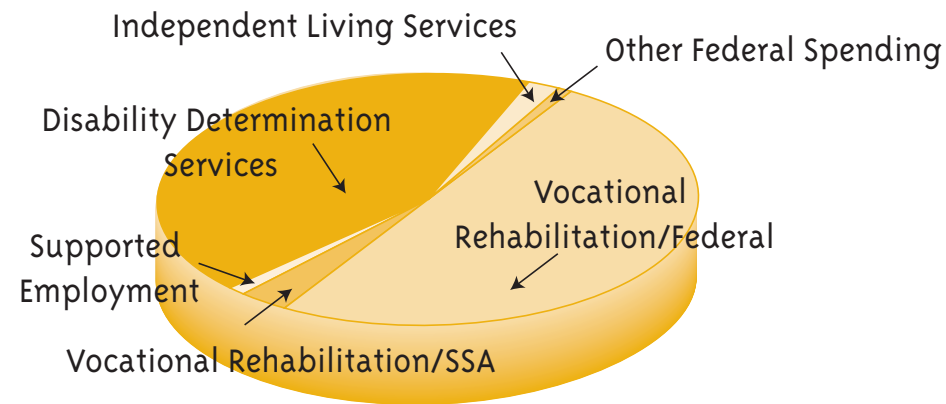 Independent Living Services
Other Federal Spending
Disability Determination
Services
Vocational
Rehabilitation/Federal
Supported
Employment
Vocational Rehabilitation/SSA